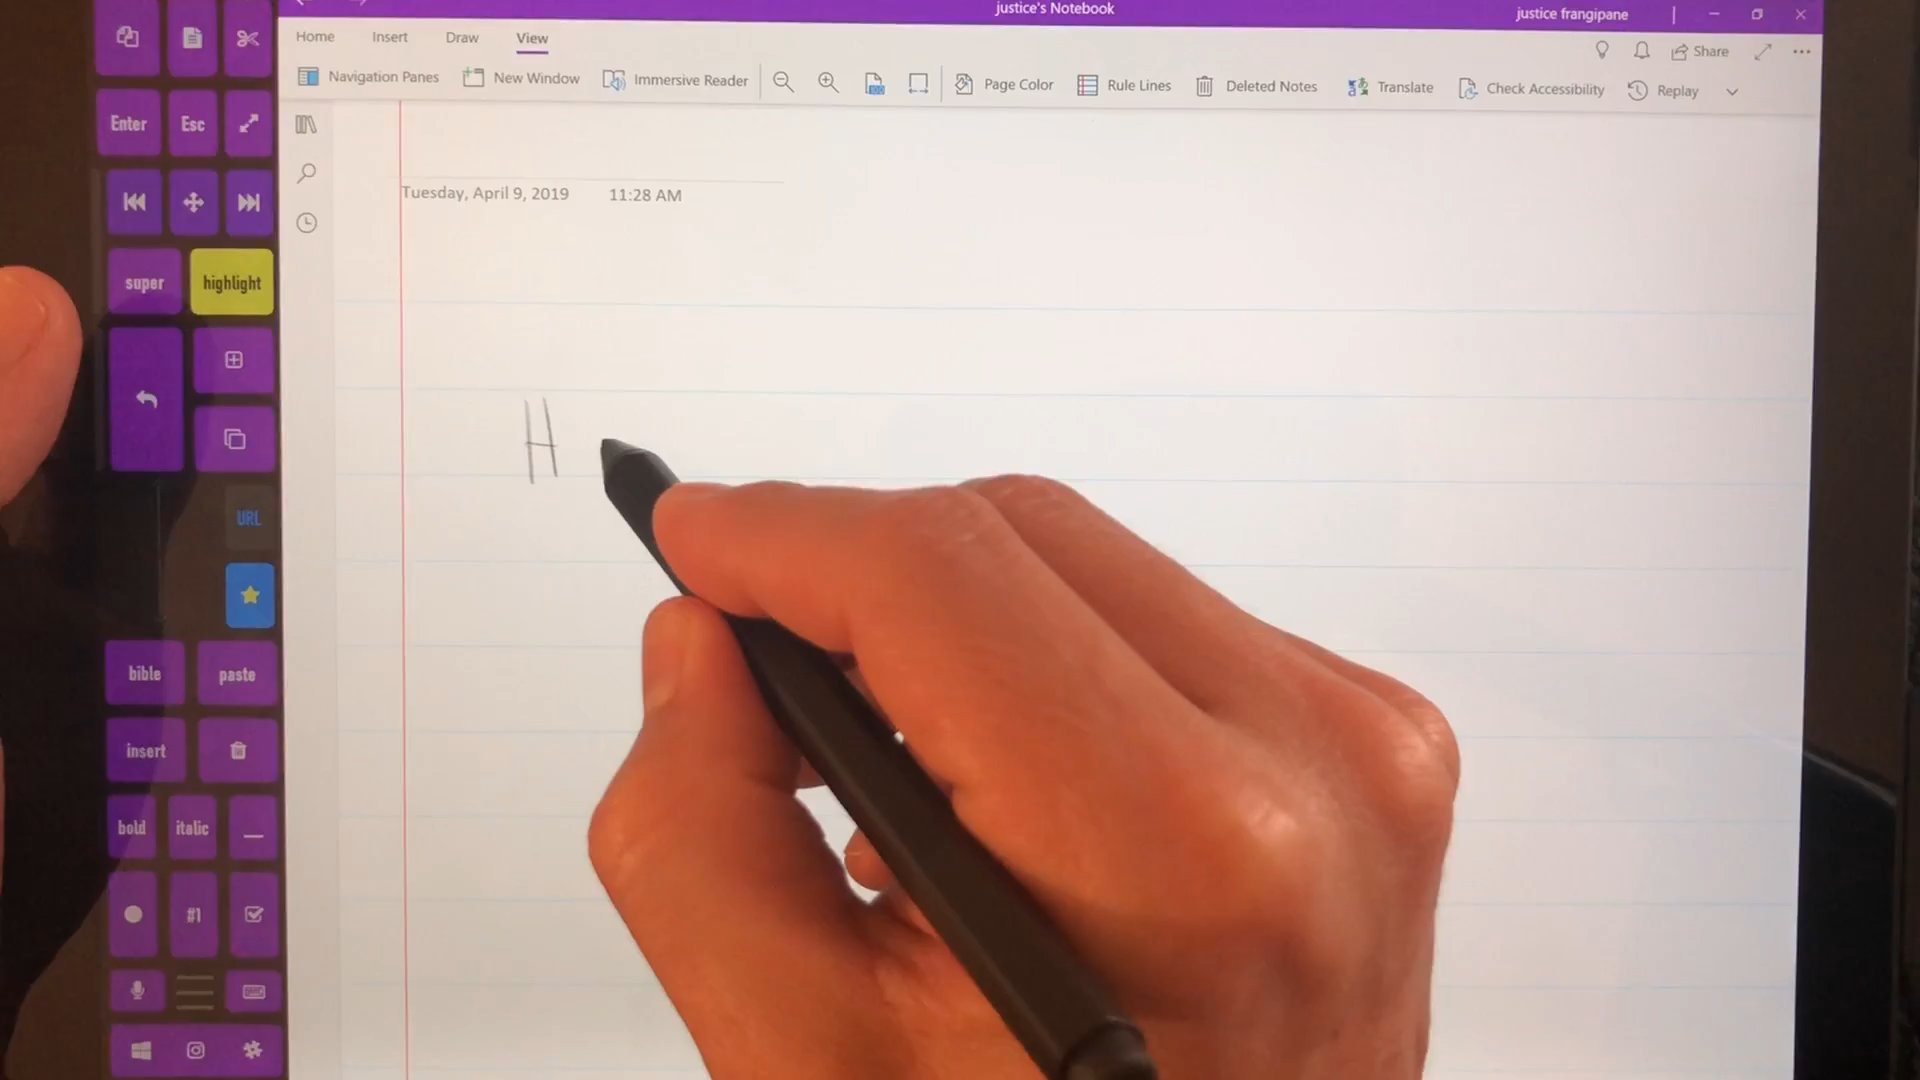 justice's Notebook justice frangipane
Home Insert Draw View Share
Navigation Panes New Window Immersive Reader Page Color Rule Lines Deleted Notes Translate Check Accessibility Replay
Enter Esc
Tuesday, April 9, 2019 11:28 AM
super highlight
H
URL
bible paste
insert
bold italic
#1